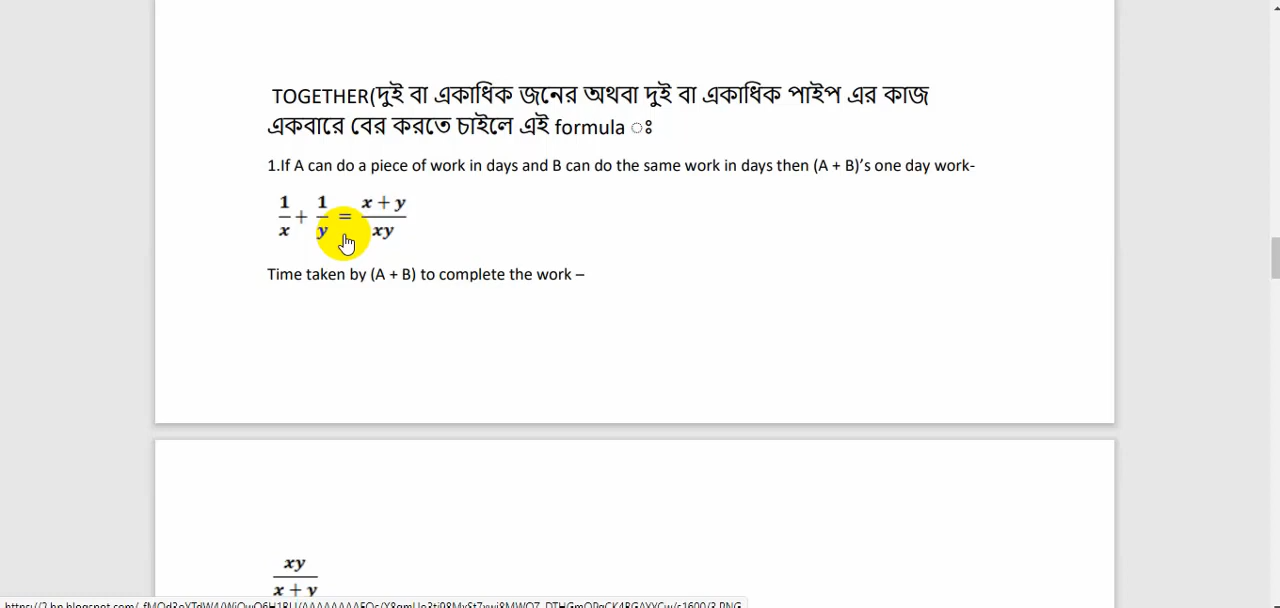 TOGETHER(দুই বা একাধিক জনের অথবা দুই বা একাধিক পাইপ এর কাজ
একবারে বের করতে চাইলে এই formula ঃ
1.If A can do a piece of work in days and B can do the same work in days then (A + B)’s one day work-
1/x + 1/y = x + y/xy
Time taken by (A + B) to complete the work –
xy/x + y